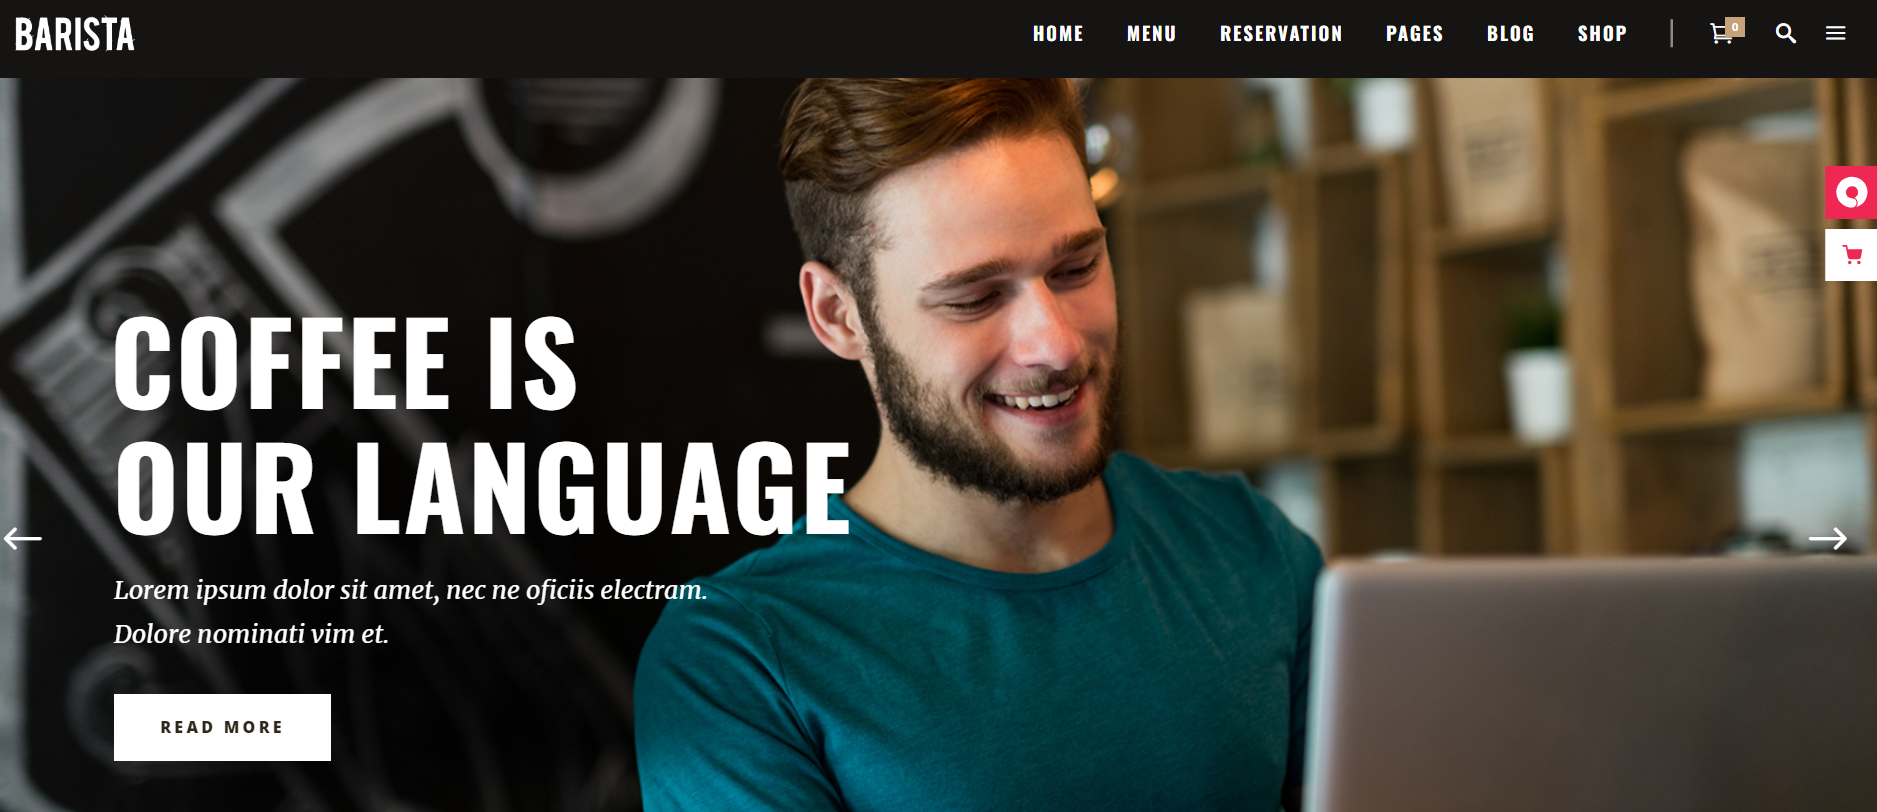 BARISTA
HOME MENU RESERVATION PAGES BLOG SHOP 0
COFFEE IS
OUR LANGUAGE
Lorem ipsum dolor sit amet, nec ne oficiis electram.
Dolore nominati vim et.
READ MORE